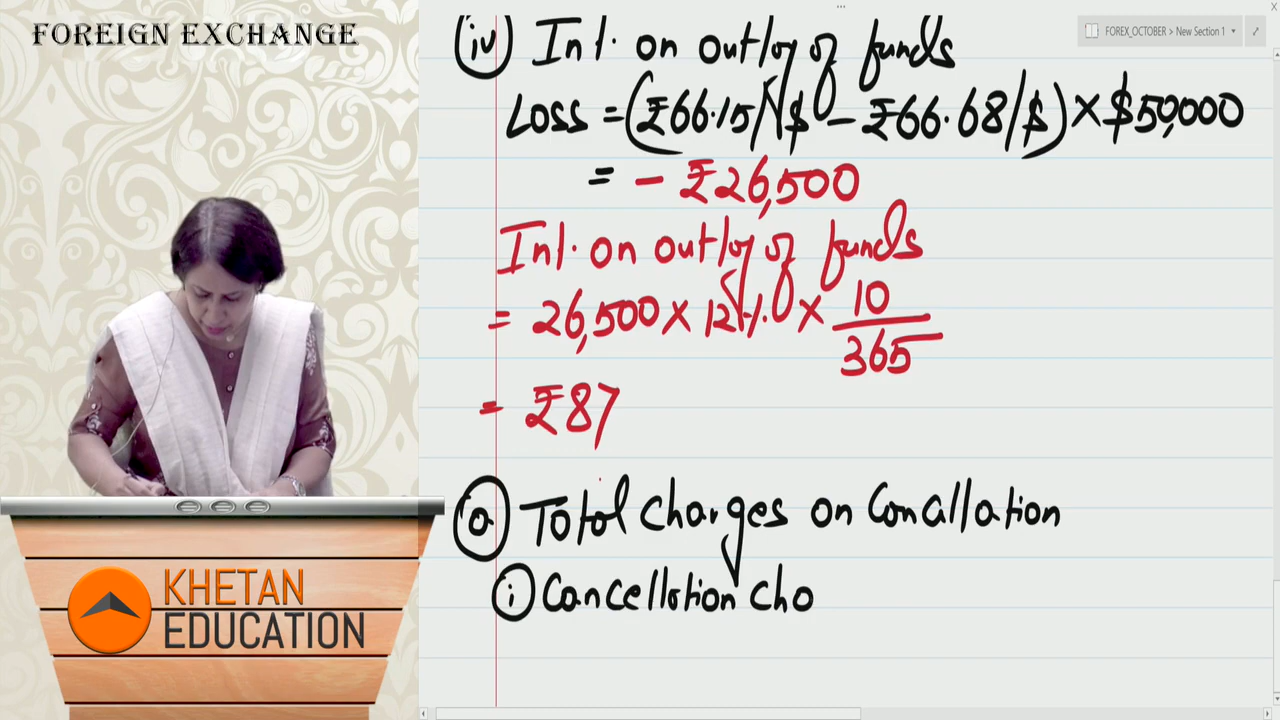 FOREIGN EXCHANGE
FOREX_OCTOBER > New Section 1
(iv) Int. on outlay of funds
Loss = (₹66.15/$ - ₹66.68/$) × $50,000
= - ₹26,500
Int. on outlay of funds
= 26,500 × 12% × 10/365
= ₹87
(a) Total charges on Concallation
(i) Cancellation cha
KHETAN
EDUCATION